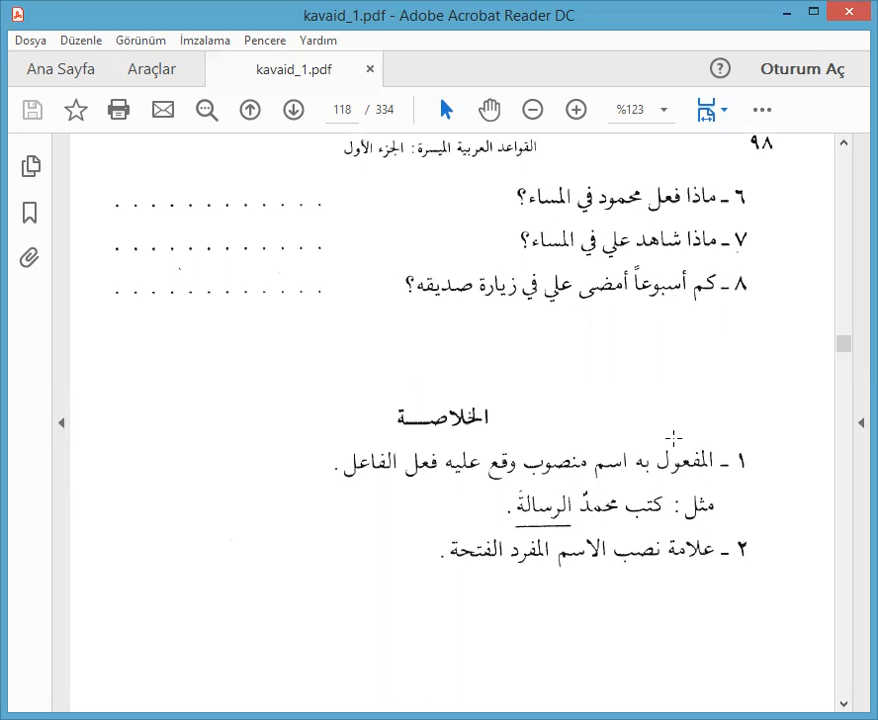 kavaid_1.pdf - Adobe Acrobat Reader DC
Dosya Düzenle Görünüm İmzalama Pencere Yardım
Ana Sayfa Araçlar kavaid_1.pdf × ? Oturum Aç
118 / 334 %123
٩٨ القواعد العربية الميسرة: الجزء الأول
٦ ـ ماذا فعل محمود في المساء؟ . . . . . . . . . . . .
٧ ـ ماذا شاهد علي في المساء؟ . . . . . . . . . . . .
٨ ـ كم أسبوعاً أمضى علي في زيارة صديقه؟ . . . . . . . . . . . .
الخلاصـــــة
١ ـ المفعول به اسم منصوب وقع عليه فعل الفاعل .
مثل : كتب محمدٌ الرسالةَ .
٢ ـ علامة نصب الاسم المفرد الفتحة .